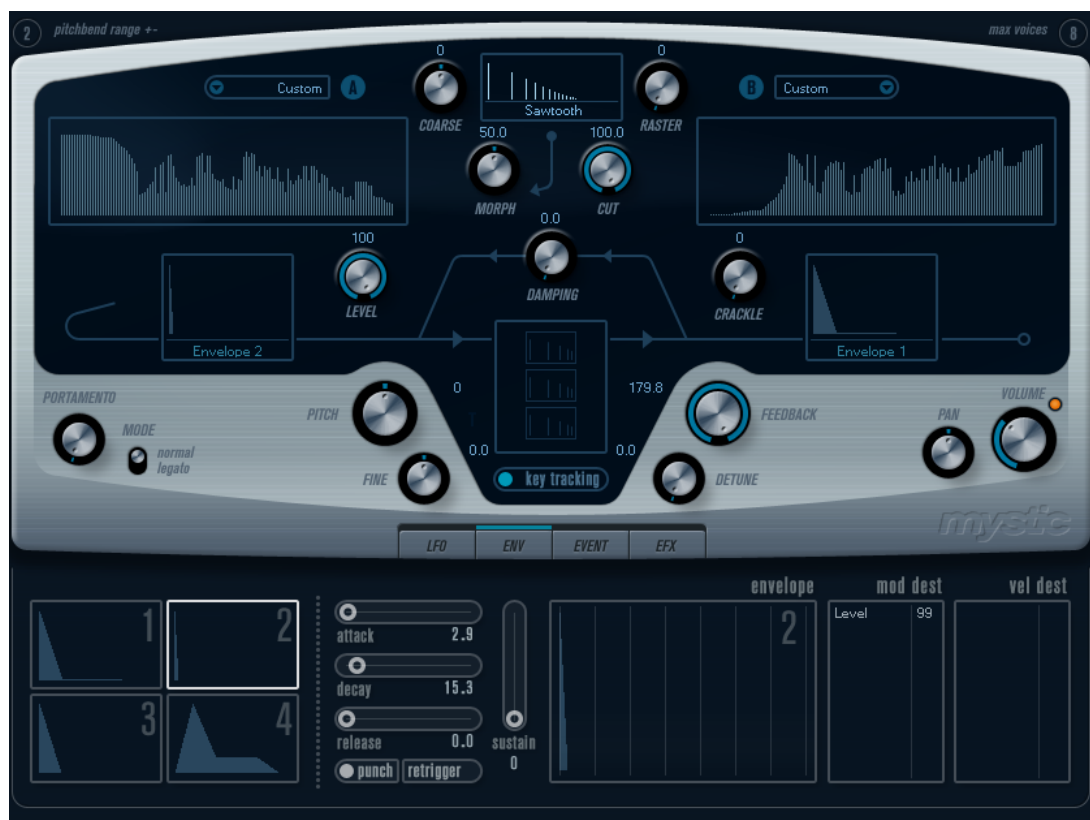 2 pitchbend range +- max voices 8
0 0
Custom A B Custom
Sawtooth
COARSE RASTER
50.0 100.0
MORPH CUT
0.0
100 0
DAMPING
LEVEL CRACKLE
Envelope 2 Envelope 1
PORTAMENTO 0 179.8 VOLUME
PITCH FEEDBACK PAN
MODE
normal
legato
0.0 0.0
FINE key tracking DETUNE
mystic
LFO ENV EVENT EFX
envelope mod dest vel dest
1 2 attack 2.9 2 Level 99
decay 15.3
3 4 release 0.0 sustain
punch retrigger 0